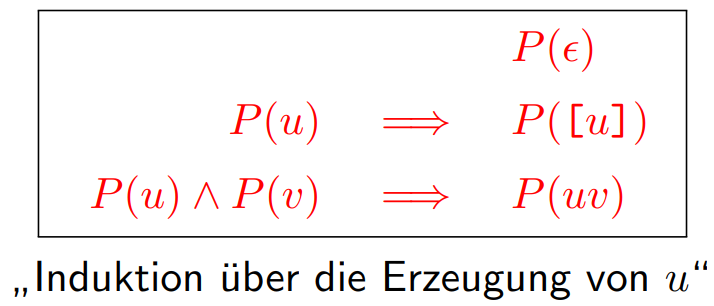 P(ϵ)
P(u) ⟹ P([u])
P(u) ∧ P(v) ⟹ P(uv)
„Induktion über die Erzeugung von u“